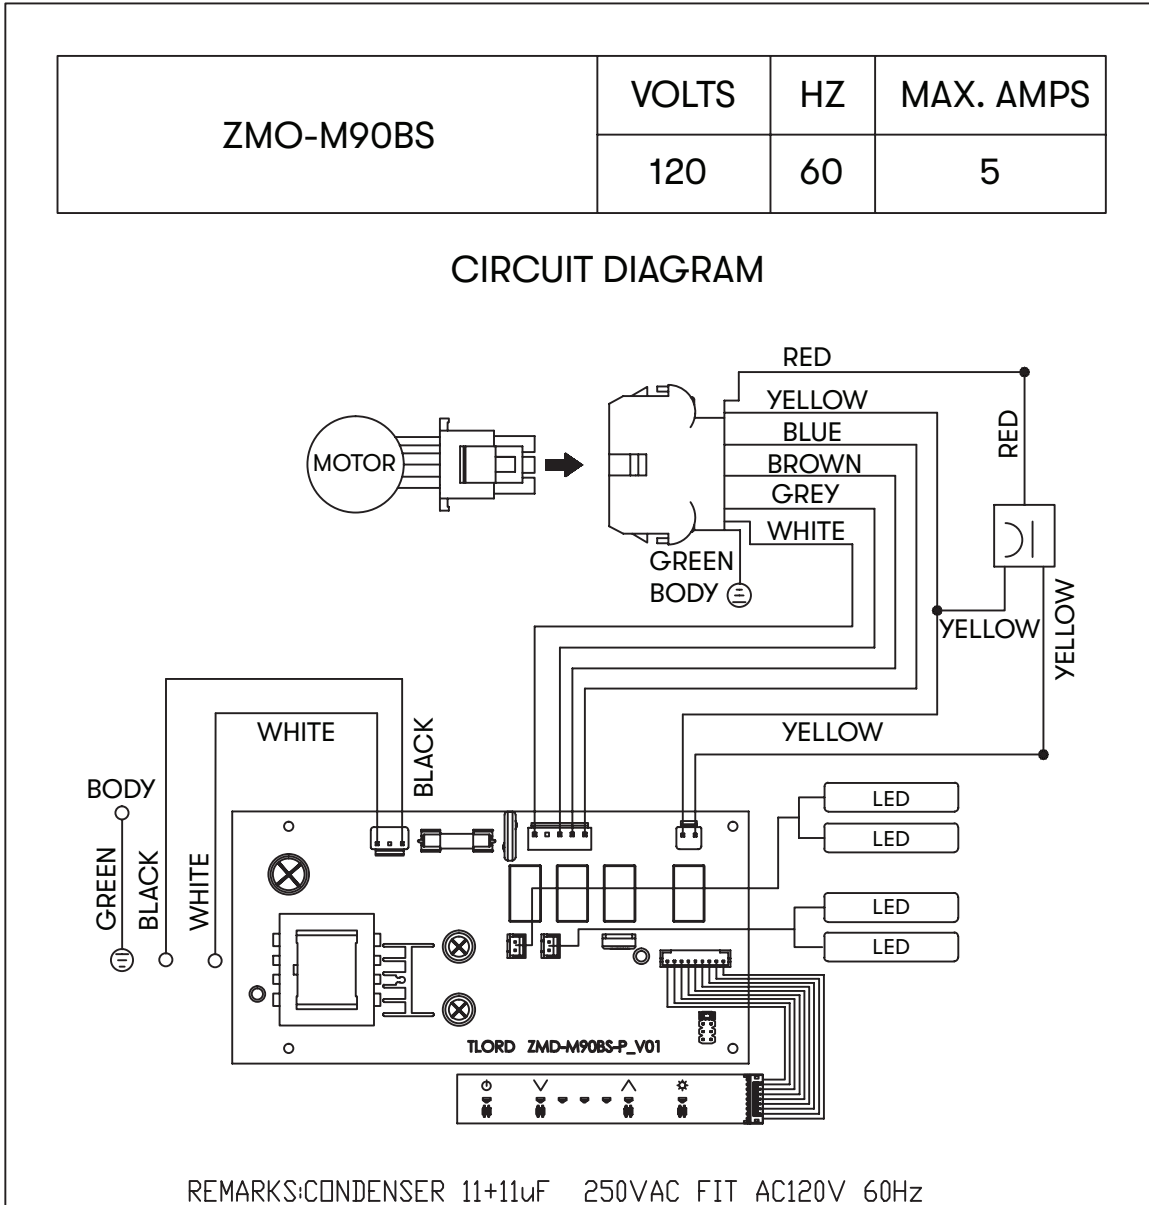 ZMO-M90BS
VOLTS HZ MAX. AMPS
120 60 5
CIRCUIT DIAGRAM
RED
YELLOW
BLUE
BROWN
GREY
WHITE
GREEN
BODY
MOTOR
RED
YELLOW
YELLOW
YELLOW
WHITE
BLACK
BODY
GREEN
BLACK
WHITE
LED
LED
LED
LED
TLORD ZMD-M90BS-P_V01
REMARKS:CONDENSER 11+11uF 250VAC FIT AC120V 60Hz